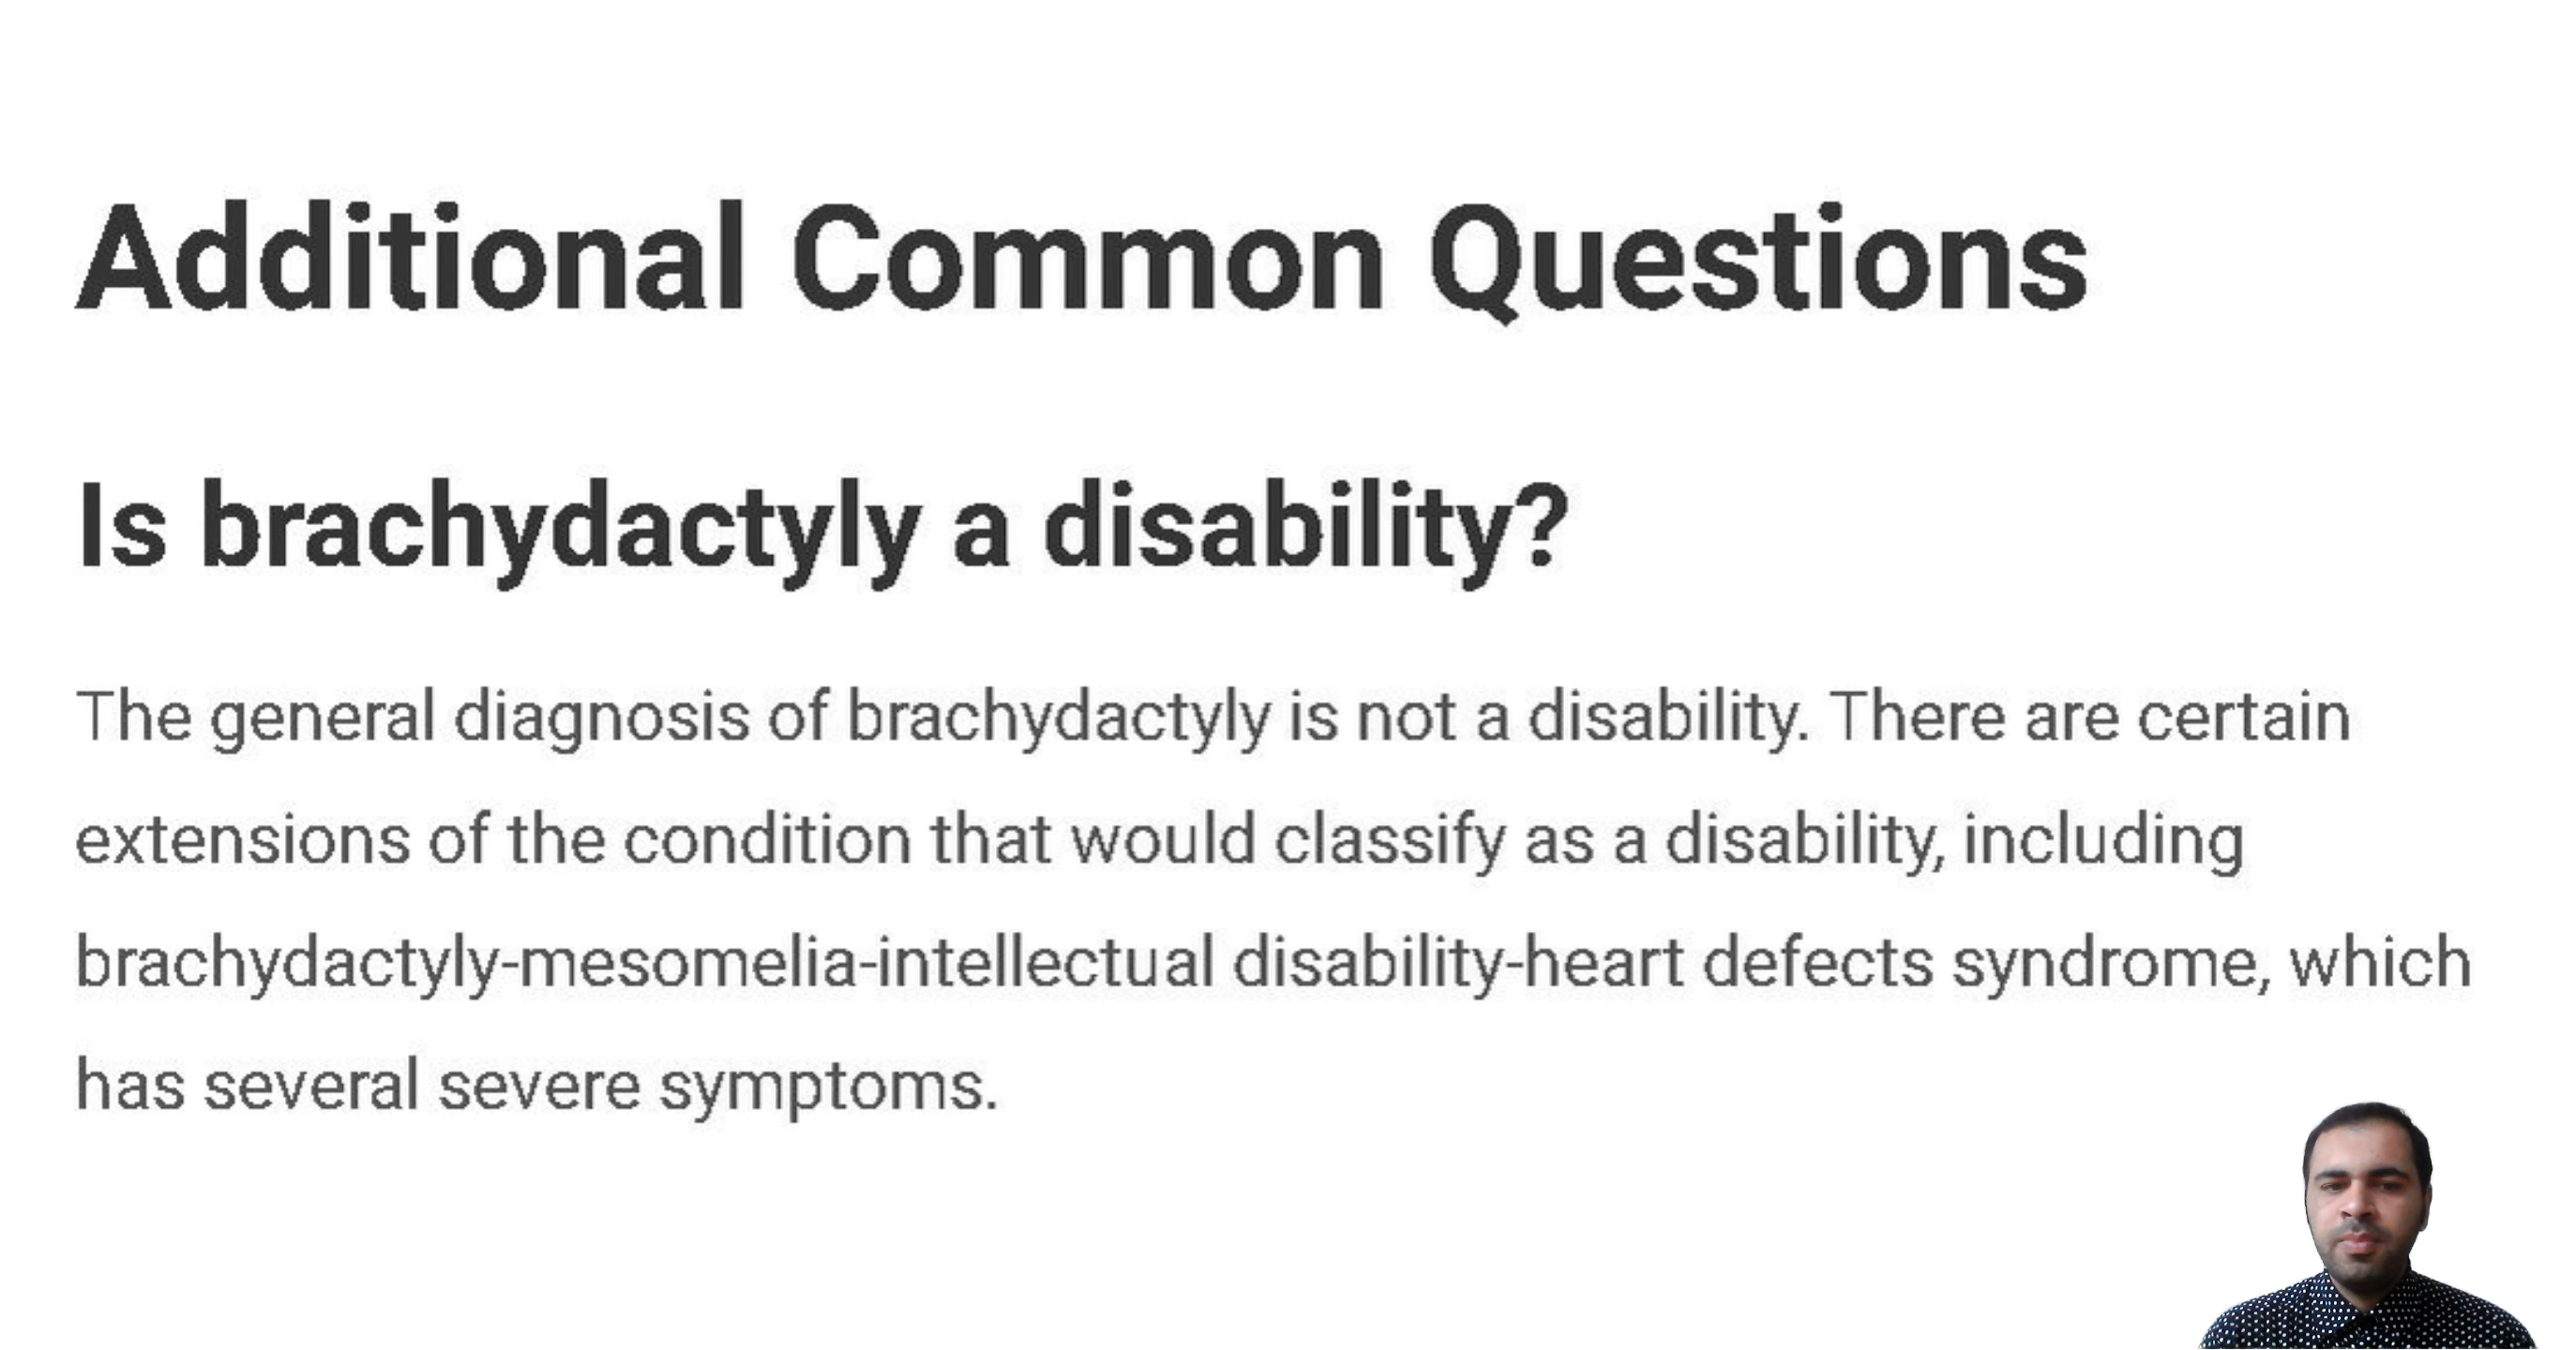 Additional Common Questions
Is brachydactyly a disability?
The general diagnosis of brachydactyly is not a disability. There are certain
extensions of the condition that would classify as a disability, including
brachydactyly-mesomelia-intellectual disability-heart defects syndrome, which
has several severe symptoms.